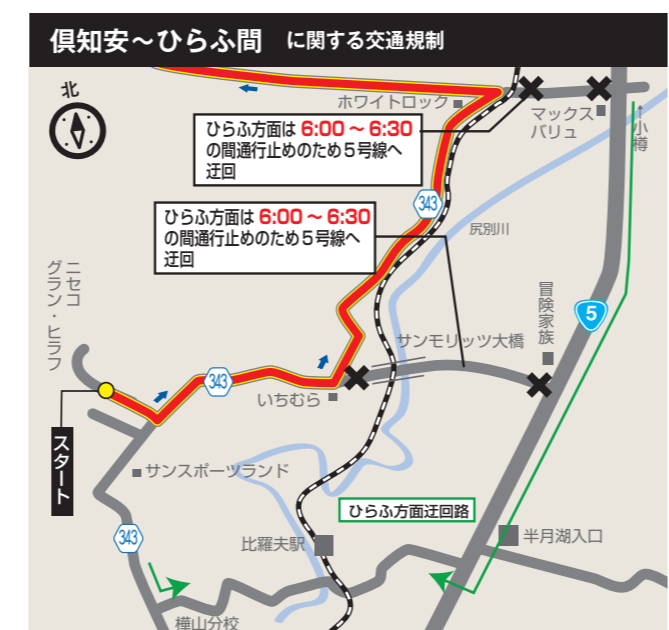 倶知安～ひらふ間 に関する交通規制
北
ホワイトロック
マックス
バリュ
↑小樽
ひらふ方面は 6:00 ～ 6:30
の間通行止めのため５号線へ
迂回
343
ひらふ方面は 6:00 ～ 6:30
の間通行止めのため５号線へ
迂回
尻別川
ニセコ
グラン・ヒラフ
冒険家族
5
サンモリッツ大橋
343
いちむら
スタート
サンスポーツランド
ひらふ方面迂回路
343
比羅夫駅
半月湖入口
樺山分校